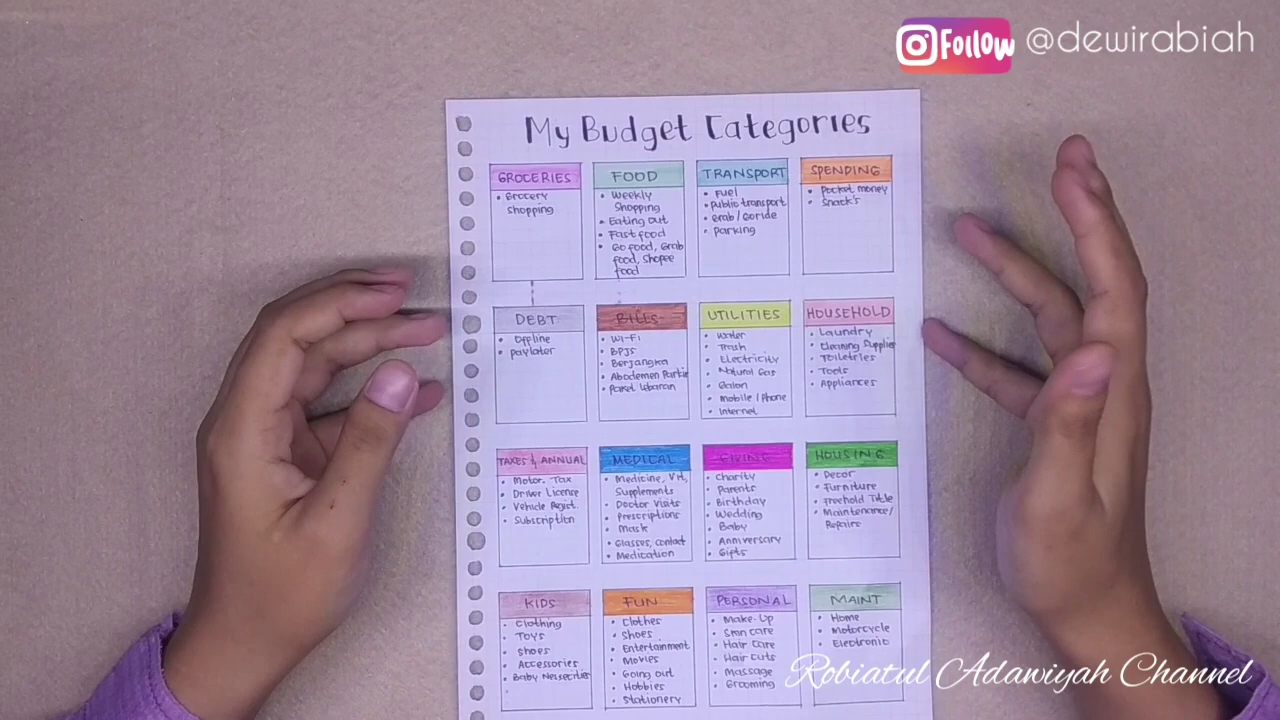 Follow @dewirabiah
My Budget Categories
GROCERIES
• Grocery
Shopping
FOOD
• Weekly
Shopping
• Eating out
• Fast food
• Go food, Grab
food, Shopee
food
TRANSPORT
• Fuel
• Public transport
• Grab / Goride
• parking
SPENDING
• Pocket money
• Snack's
DEBT
• Offline
• paylater
BILLS
• Wi-Fi
• BPJS
• Berjangka
• Abodemen Parkir
• Paket lebaran
UTILITIES
• Water
• Trash
• Electricity
• Natural Gas
• Galon
• Mobile / Phone
• Internet
HOUSEHOLD
• Laundry
• Cleaning Supplies
• Toiletries
• Tools
• Appliances
TAXES & ANNUAL
• Motor. Tax
• Driver Licence
• Vehicle Regist.
• Subscription
MEDICAL
• Medicine, Vit,
Supplements
• Doctor Visits
• Prescriptions
• Mask
• Glasses, contact
• Medication
GIVING
• Charity
• Parents
• Birthday
• Wedding
• Baby
• Anniversary
• Gifts
HOUSING
• Decor
• Furniture
• Freehold Title
• Maintenance/
Repairs
KIDS
• Clothing
• Toys
• Shoes
• Accessories
• Baby Nessecities
FUN
• Clothes
• Shoes
• Entertainment
• Movies
• Going out
• Hobbies
• Stationery
PERSONAL
• Make-Up
• Skin care
• Hair care
• Hair cuts
• Massage
• Grooming
MAINT
• Home
• Motorcycle
• Electronic
Robiatul Adawiyah Channel